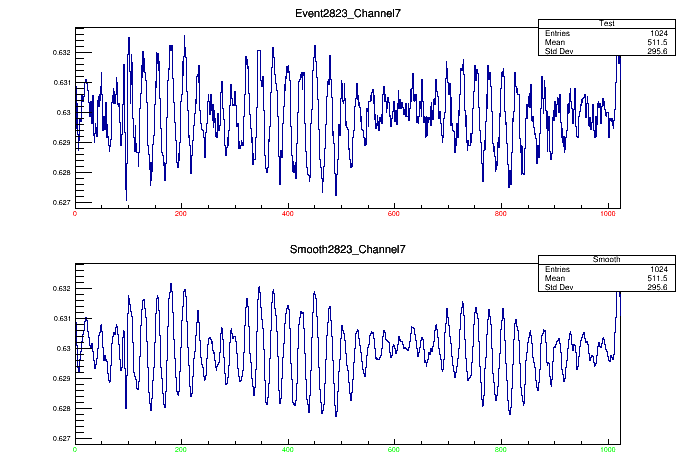 Event2823_Channel7
Test
Entries 1024
Mean 511.5
Std Dev 295.6
0.632
0.631
0.63
0.629
0.628
0.627
0 200 400 600 800 1000
Smooth2823_Channel7
Smooth
Entries 1024
Mean 511.5
Std Dev 295.6
0.632
0.631
0.63
0.629
0.628
0.627
0 200 400 600 800 1000